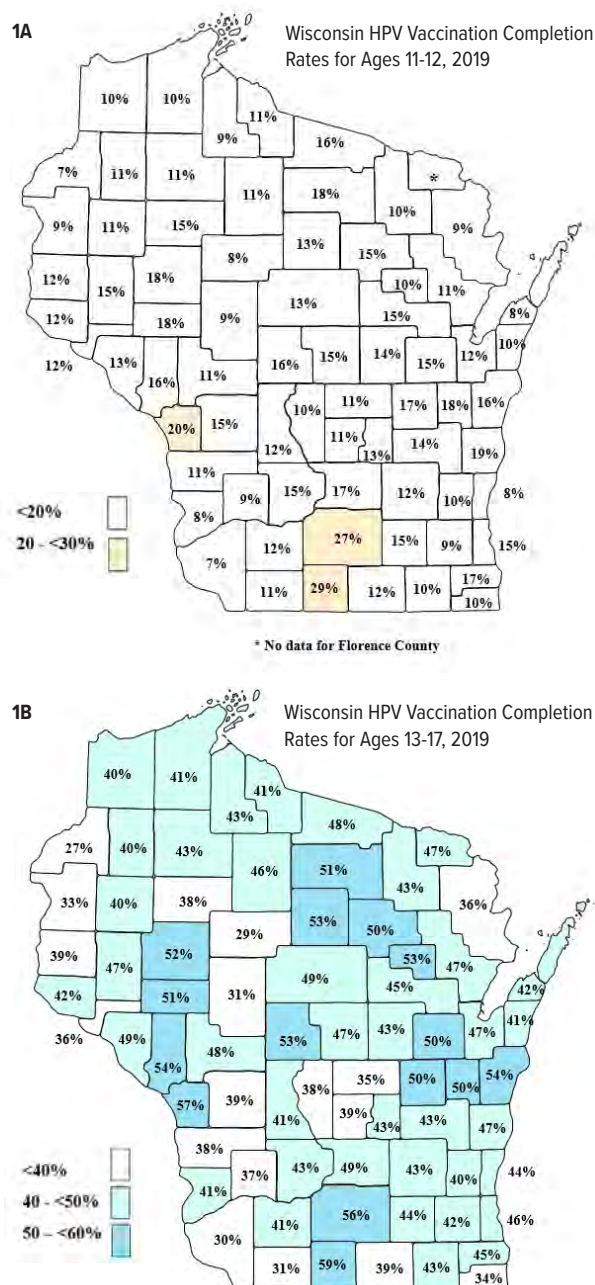 1A
Wisconsin HPV Vaccination Completion
Rates for Ages 11-12, 2019
10% 10%
11%
9% 16%
7% 11% 11% *
11% 18%
10%
9% 11% 15% 9%
13% 15%
8%
12% 18% 10%
15% 13% 11%
12% 9% 15% 8%
18%
12% 13% 16% 15% 14% 15% 12% 10%
16% 11%
10% 11% 17% 18% 16%
20% 15% 11% 14%
12% 13% 19%
11%
9% 15% 17% 12% 10% 8%
<20%
8%
20 - <30%
7% 12% 27% 15% 9% 15%
11% 29% 12% 10% 17%
10%
* No data for Florence County
1B
Wisconsin HPV Vaccination Completion
Rates for Ages 13-17, 2019
40% 41%
41%
43% 48%
27% 40% 43% 47%
46% 51%
43%
33% 40% 38% 36%
53% 50%
29%
39% 52% 53%
47% 49% 47%
42% 31% 45% 42%
51%
36% 49% 53% 47% 43% 50% 47% 41%
54% 48%
38% 35% 50% 50% 54%
57% 39% 39% 43%
41% 43% 47%
38%
37% 43% 49% 43% 40% 44%
<40%
41%
40 - <50%
30% 41% 56% 44% 42% 46%
50 – <60%
31% 59% 39% 43% 45%
34%